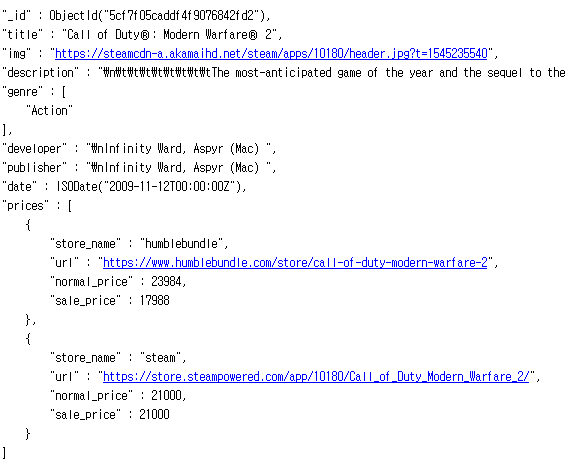 "_id" : ObjectId("5cf7f05caddf4f9076842fd2"),
"title" : "Call of Duty®: Modern Warfare® 2",
"img" : "https://steamcdn-a.akamaihd.net/steam/apps/10180/header.jpg?t=1545235540",
"description" : "₩n₩t₩t₩t₩t₩t₩t₩t₩tThe most-anticipated game of the year and the sequel to the
"genre" : [
"Action"
],
"developer" : "₩nInfinity Ward, Aspyr (Mac) ",
"publisher" : "₩nInfinity Ward, Aspyr (Mac) ",
"date" : ISODate("2009-11-12T00:00:00Z"),
"prices" : [
{
"store_name" : "humblebundle",
"url" : "https://www.humblebundle.com/store/call-of-duty-modern-warfare-2",
"normal_price" : 23984,
"sale_price" : 17988
},
{
"store_name" : "steam",
"url" : "https://store.steampowered.com/app/10180/Call_of_Duty_Modern_Warfare_2/",
"normal_price" : 21000,
"sale_price" : 21000
}
]